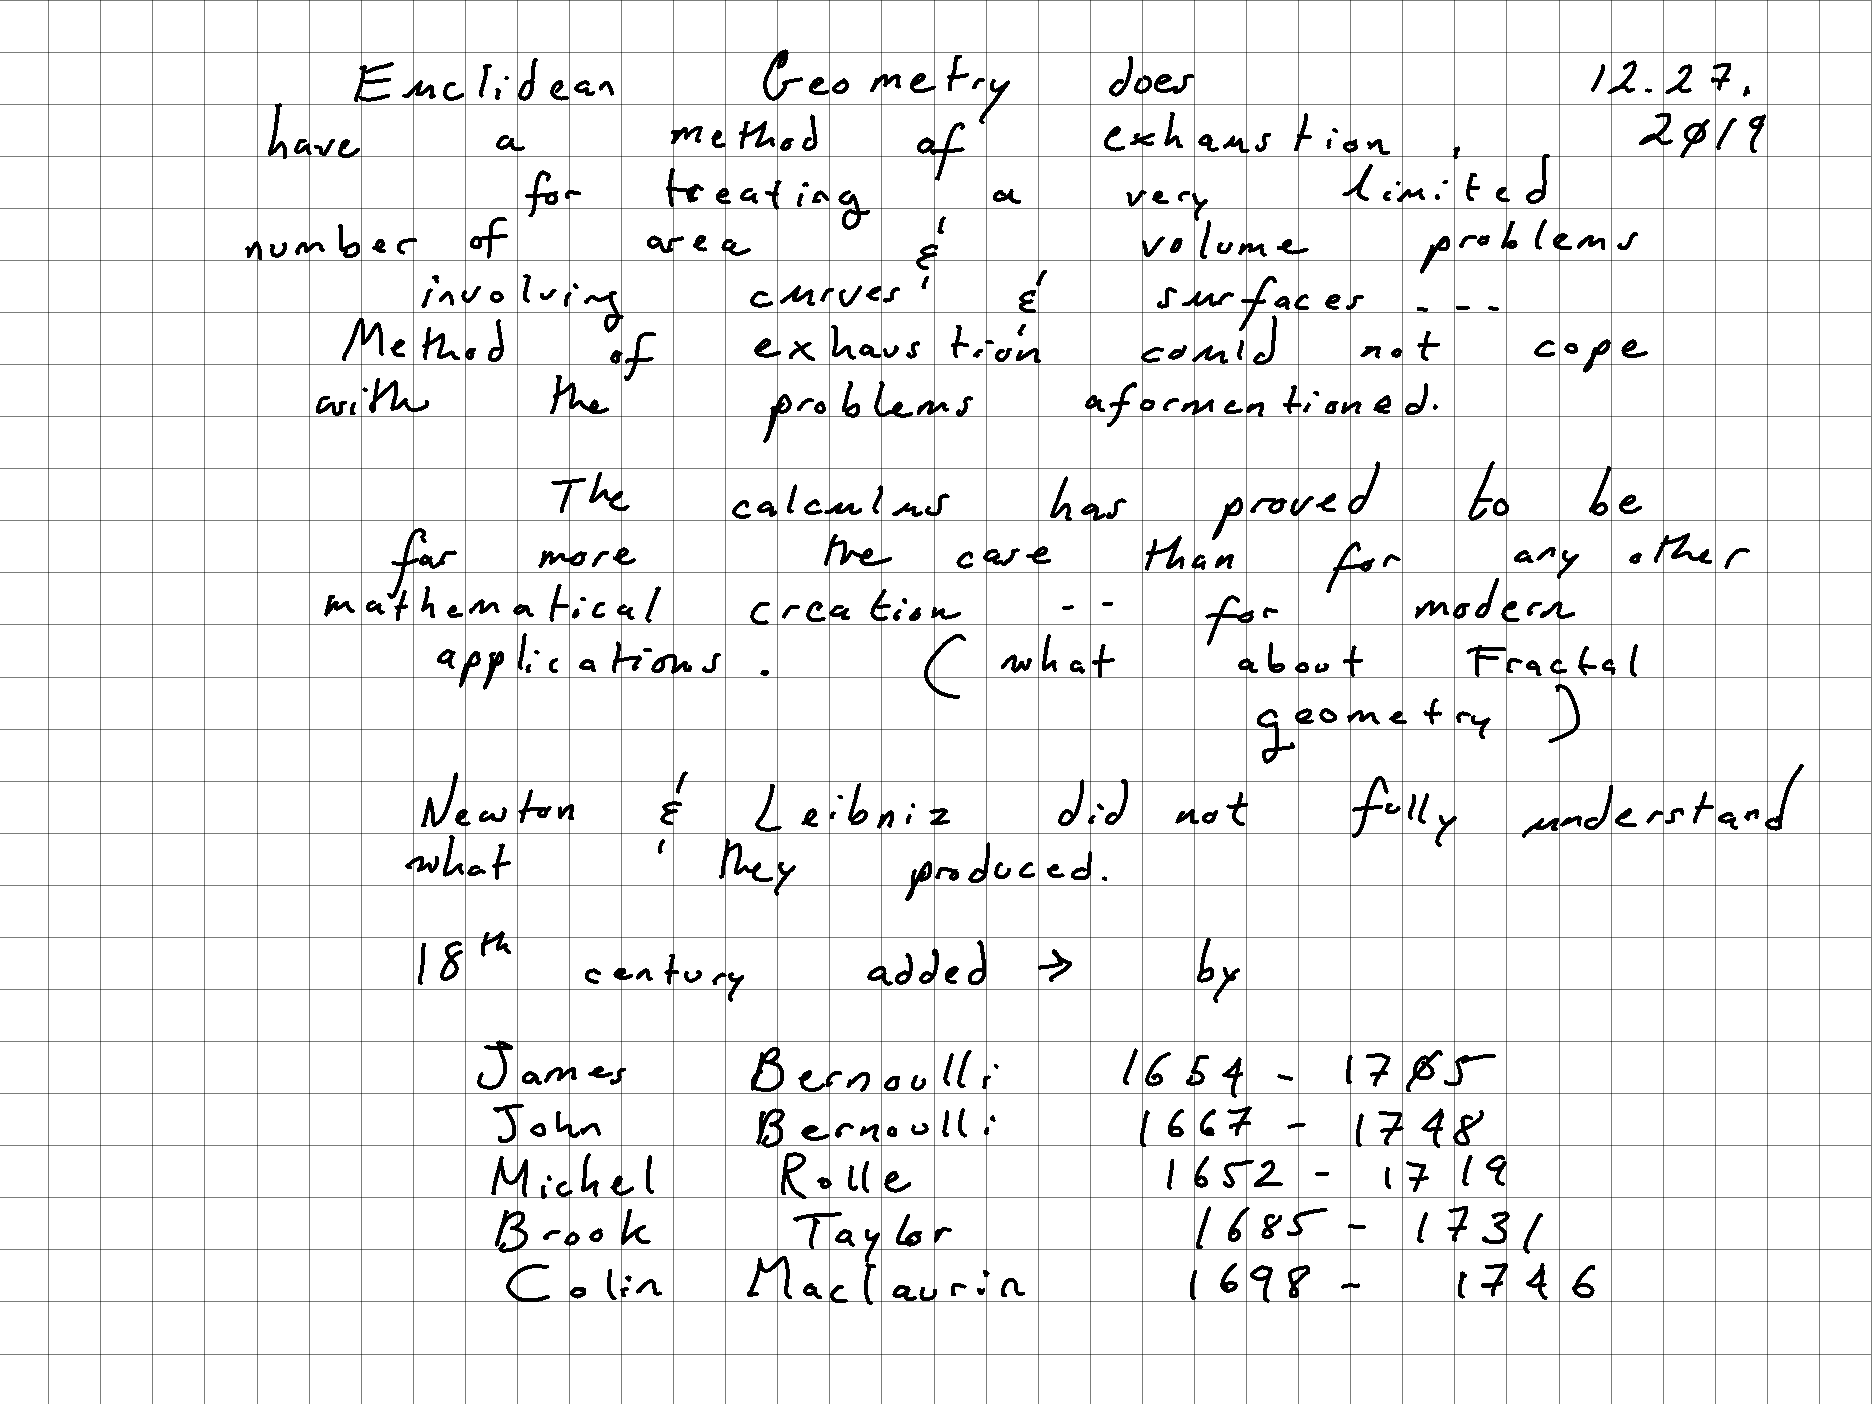 Euclidean Geometry does 12.27.
have a method of exhaustion, 2019
for treating a very limited
number of area & volume problems
involving curves & surfaces ---
Method of exhaustion could not cope
with the problems aformentioned.
The calculus has proved to be
far more the case than for any other
mathematical creation -- for modern
applications. (what about Fractal
geometry)
Newton & Leibniz did not fully understand
what they produced.
18th century added → by
James Bernoulli 1654 - 1705
John Bernoulli 1667 - 1748
Michel Rolle 1652 - 1719
Brook Taylor 1685 - 1731
Colin Maclaurin 1698 - 1746